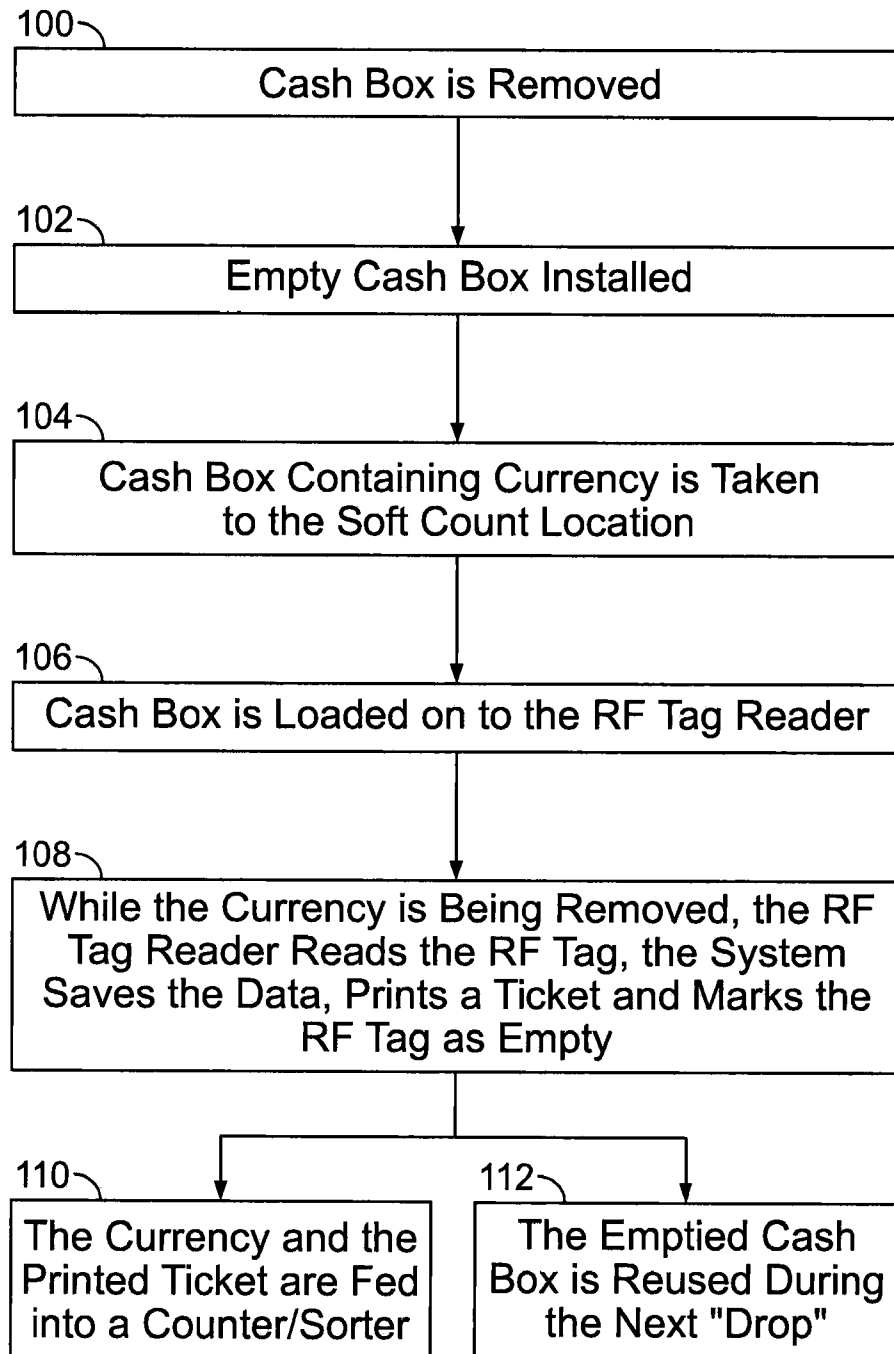 100
Cash Box is Removed
102
Empty Cash Box Installed
104
Cash Box Containing Currency is Taken
to the Soft Count Location
106
Cash Box is Loaded on to the RF Tag Reader
108
While the Currency is Being Removed, the RF
Tag Reader Reads the RF Tag, the System
Saves the Data, Prints a Ticket and Marks the
RF Tag as Empty
110
The Currency and the
Printed Ticket are Fed
into a Counter/Sorter
112
The Emptied Cash
Box is Reused During
the Next "Drop"